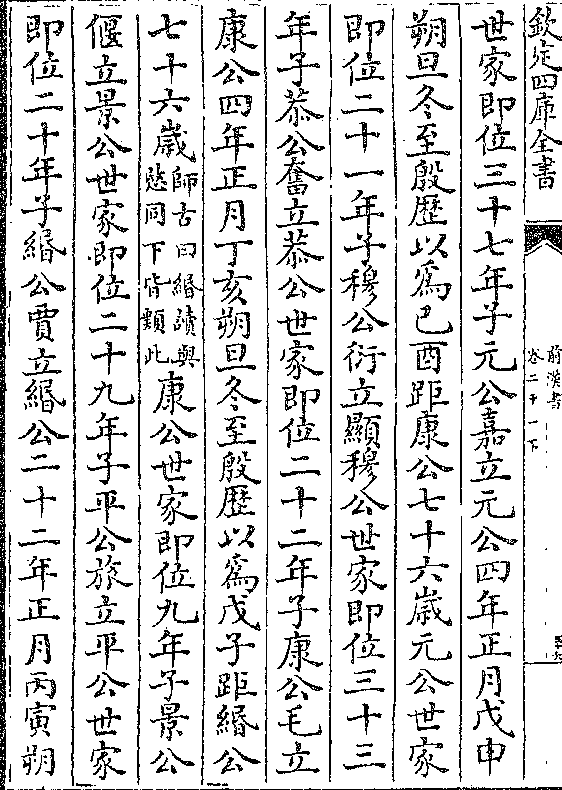 欽定四庫全書
前漢書
卷二十一下
世家即位三十七年子元公嘉立元公四年正月戊申
朔旦冬至殷歷以爲己酉距康公七十六歲元公世家
即位二十一年子穆公衍立顯穆公世家即位三十三
年子恭公奮立恭公世家即位二十二年子康公毛立
康公四年正月丁亥朔旦冬至殷歷以爲戊子距緡公
七十六歲師古曰緡讀與愍同下皆類此康公世家即位九年子景公
偃立景公世家即位二十九年子平公旅立平公世家
即位二十年子緡公賈立緡公二十二年正月丙寅朔